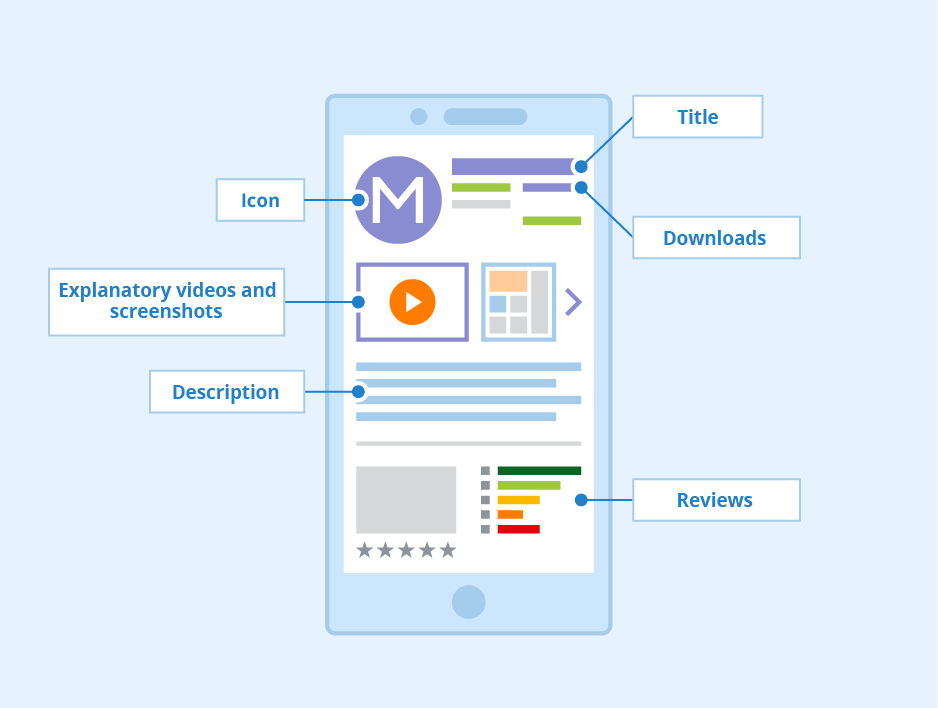 Title
M
Icon
Downloads
Explanatory videos and
screenshots
Description
Reviews